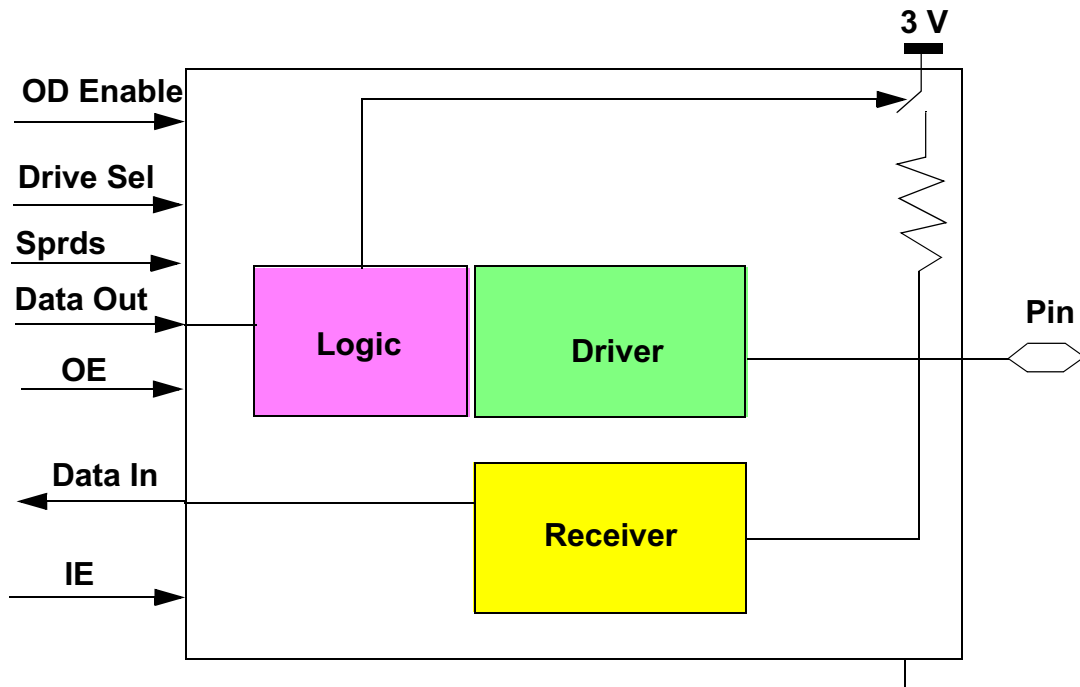 3 V
OD Enable
Drive Sel
Sprds
Data Out
Pin
Logic
Driver
OE
Data In
Receiver
IE